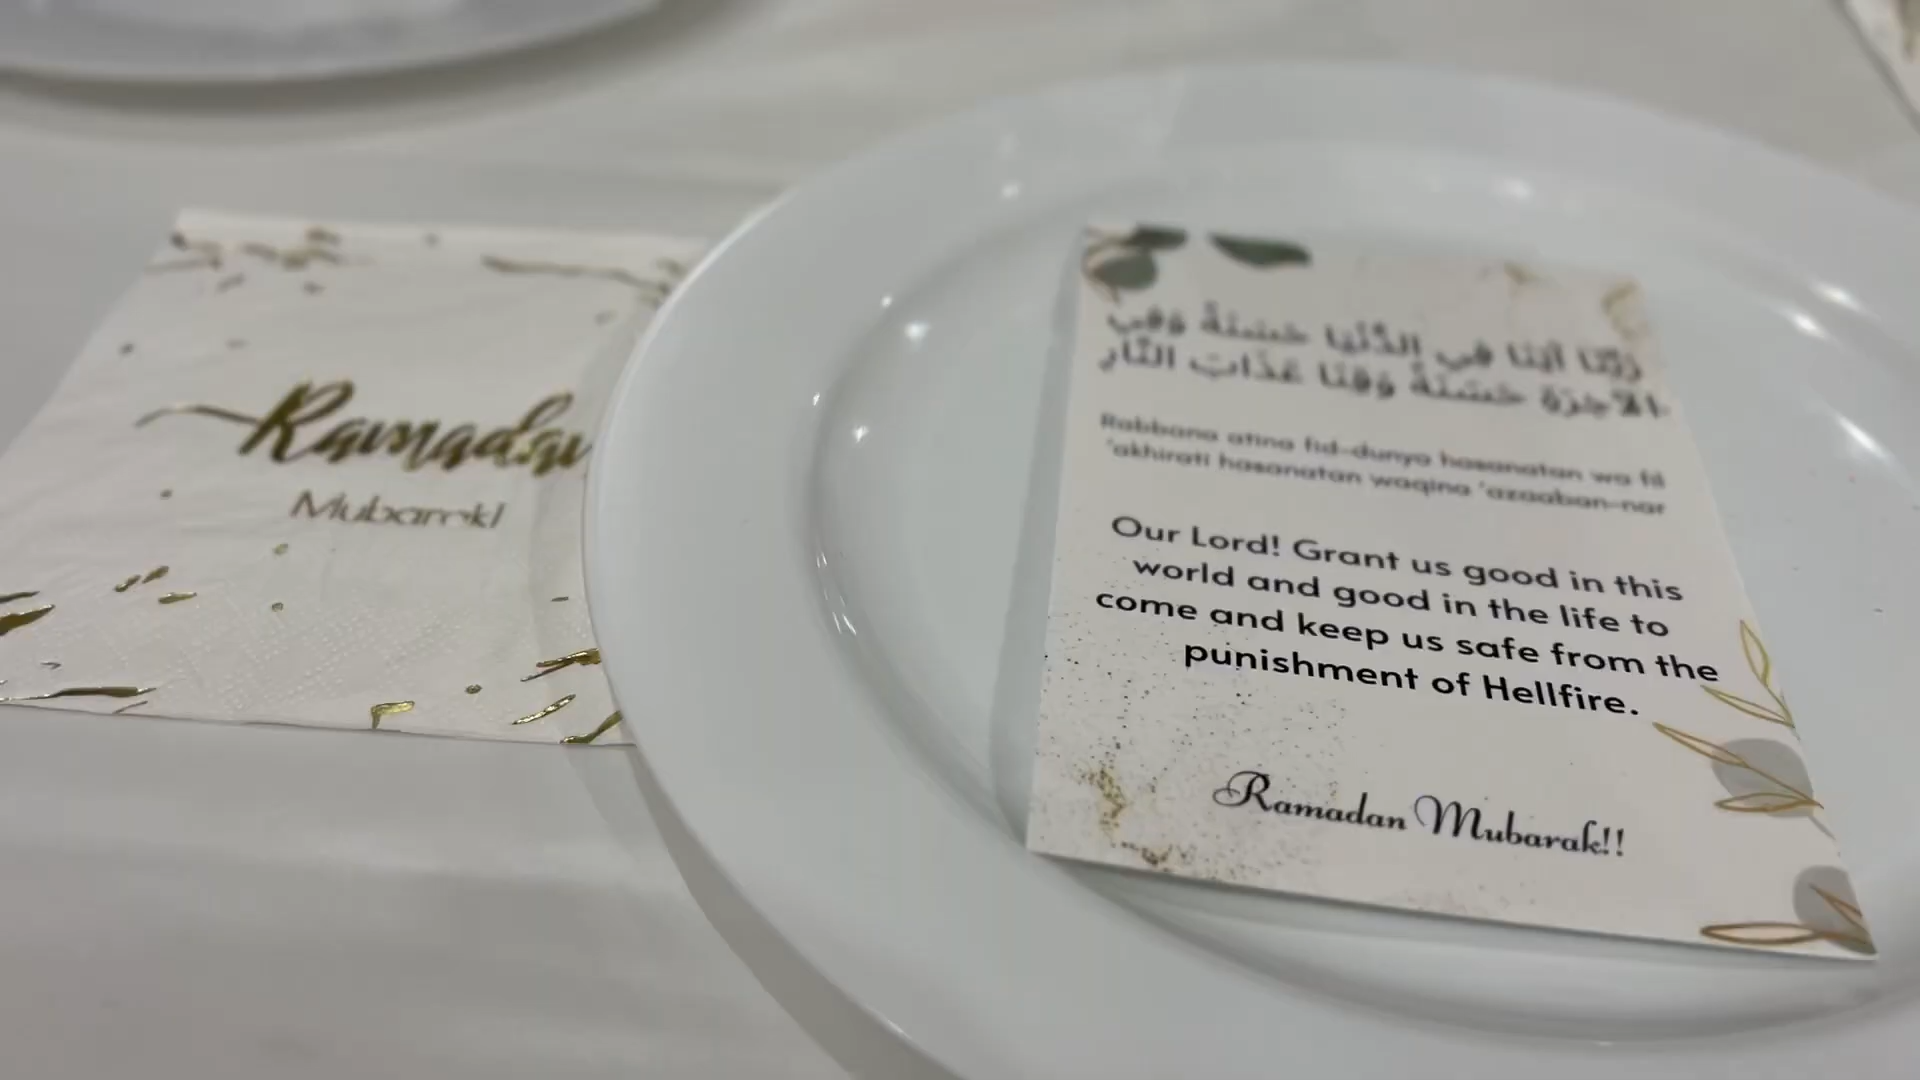 Ramadan
Mubarak!
رَبَّنَا آتِنَا فِي الدُّنْيَا حَسَنَةً وَفِي
الآخِرَةِ حَسَنَةً وَقِنَا عَذَابَ النَّارِ
Rabbana atina fid-dunya hasanatan wa fil
'akhirati hasanatan waqina 'azaaban-nar
Our Lord! Grant us good in this
world and good in the life to
come and keep us safe from the
punishment of Hellfire.
Ramadan Mubarak!!